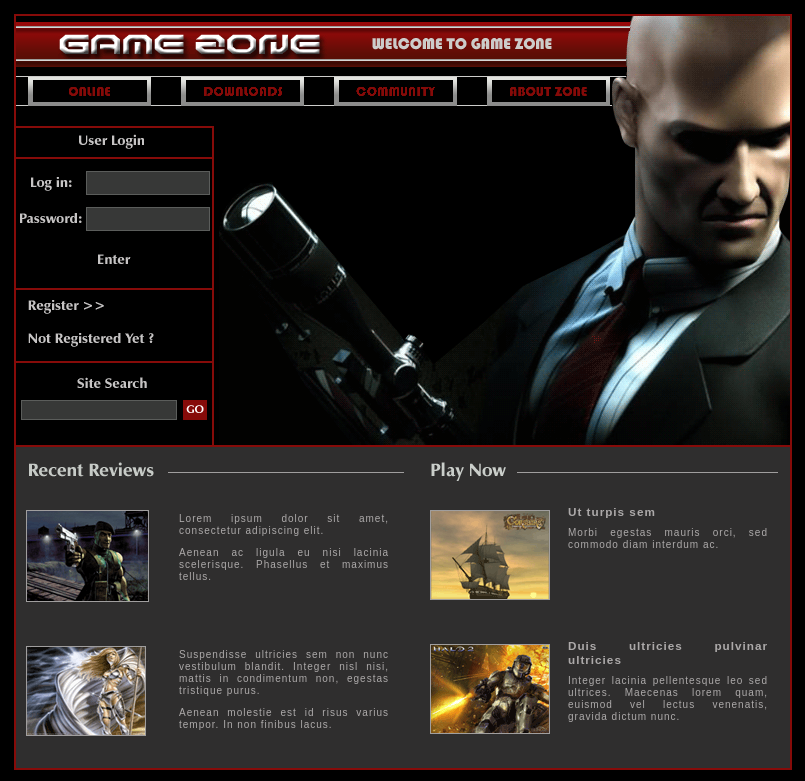 GAME ZONE
WELCOME TO GAME ZONE
ONLINE
DOWNLOADS
COMMUNITY
ABOUT ZONE
User Login
Log in:
Password:
Enter
Register >>
Not Registered Yet ?
Site Search
GO
Recent Reviews
Lorem ipsum dolor sit amet,
consectetur adipiscing elit.
Aenean ac ligula eu nisi lacinia
scelerisque. Phasellus et maximus
tellus.
Suspendisse ultricies sem non nunc
vestibulum blandit. Integer nisl nisi,
mattis in condimentum non, egestas
tristique purus.
Aenean molestie est id risus varius
tempor. In non finibus lacus.
Play Now
Ut turpis sem
Morbi egestas mauris orci, sed
commodo diam interdum ac.
HALO 2
Duis ultricies pulvinar
ultricies
Integer lacinia pellentesque leo sed
ultrices. Maecenas lorem quam,
euismod vel lectus venenatis,
gravida dictum nunc.